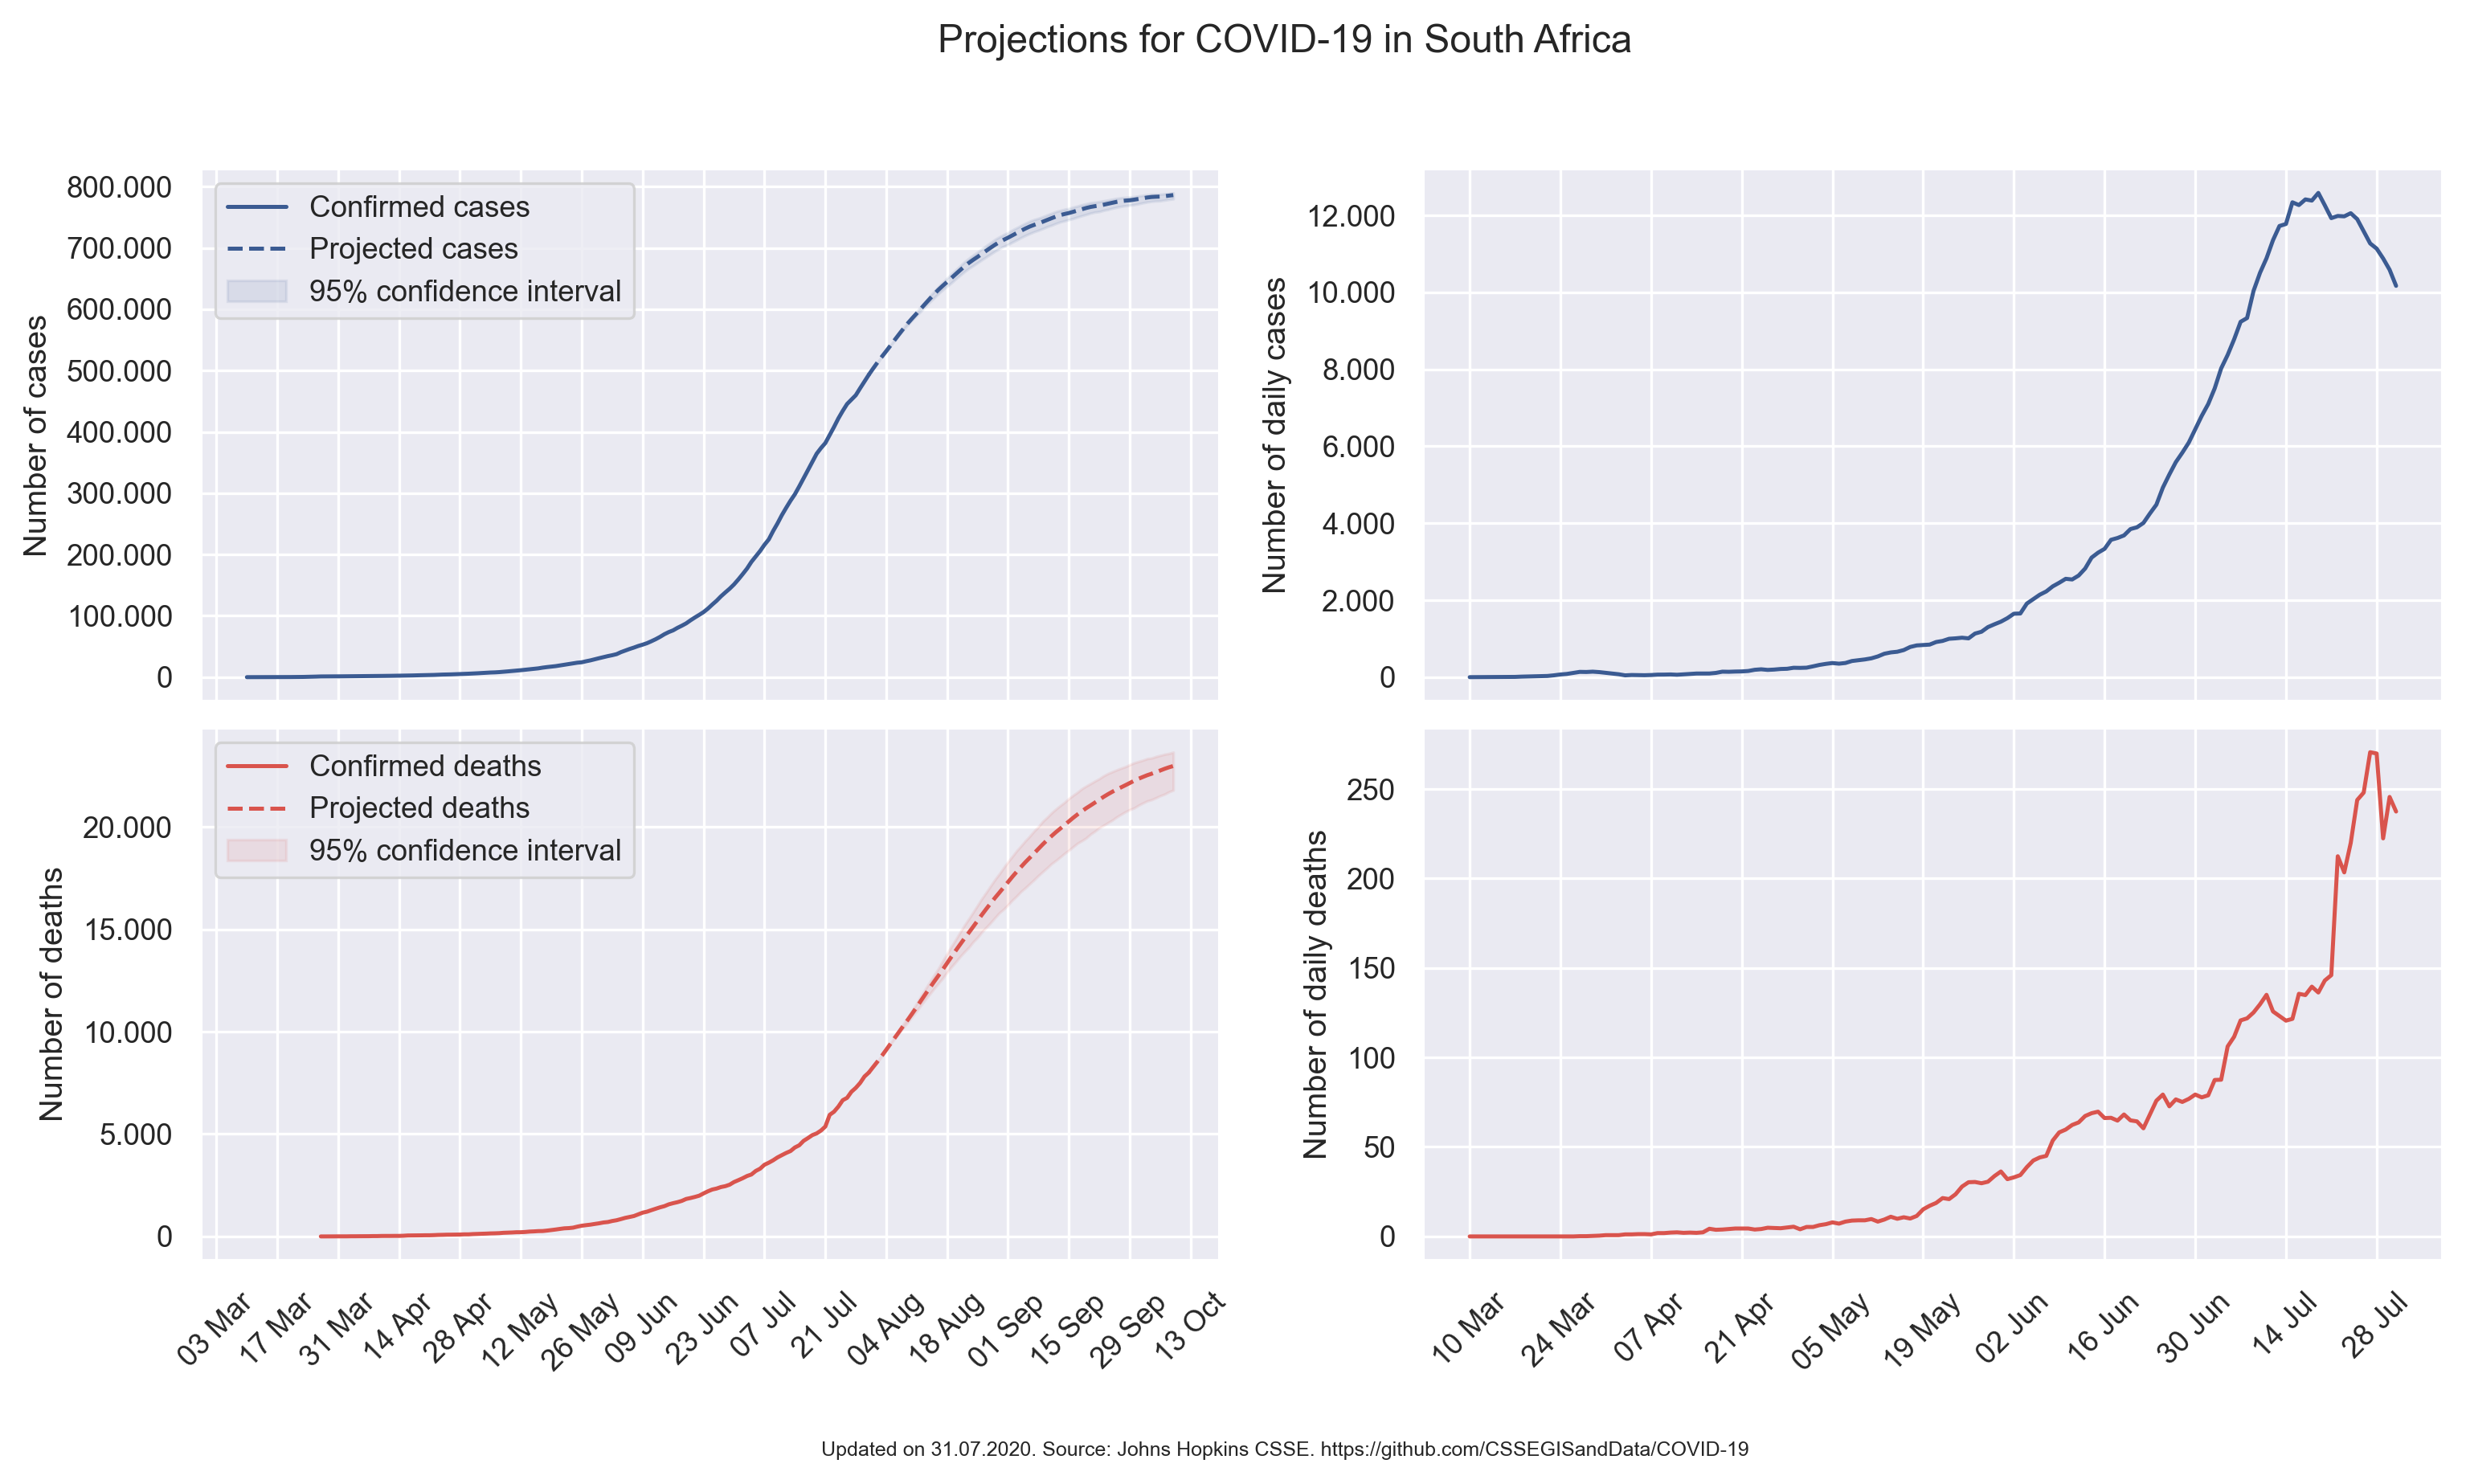 Projections for COVID-19 in South Africa
800.000
700.000
600.000
500.000
400.000
300.000
200.000
100.000
0
Number of cases
Confirmed cases
Projected cases
95% confidence interval
12.000
10.000
8.000
6.000
4.000
2.000
0
Number of daily cases
20.000
15.000
10.000
5.000
0
Number of deaths
Confirmed deaths
Projected deaths
95% confidence interval
03 Mar
17 Mar
31 Mar
14 Apr
28 Apr
12 May
26 May
09 Jun
23 Jun
07 Jul
21 Jul
04 Aug
18 Aug
01 Sep
15 Sep
29 Sep
13 Oct
250
200
150
100
50
0
Number of daily deaths
10 Mar
24 Mar
07 Apr
21 Apr
05 May
19 May
02 Jun
16 Jun
30 Jun
14 Jul
28 Jul
Updated on 31.07.2020. Source: Johns Hopkins CSSE. https://github.com/CSSEGISandData/COVID-19